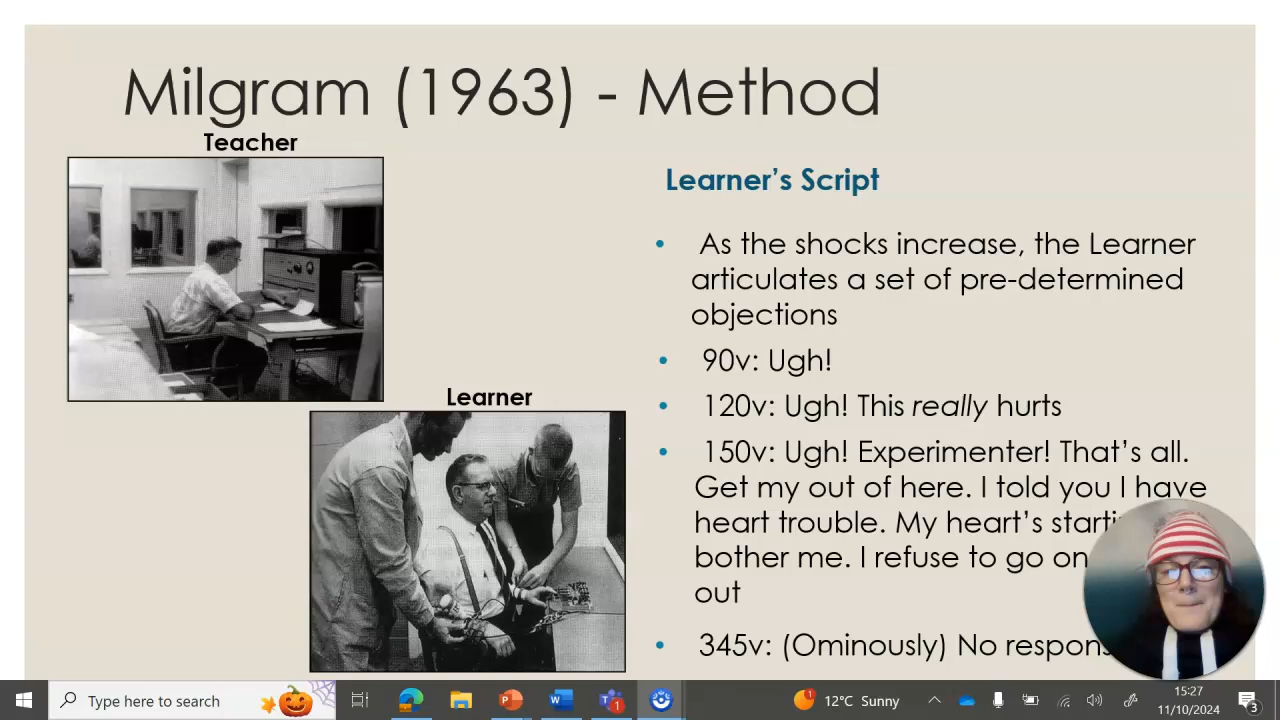 Milgram (1963) - Method
Teacher
Learner
Learner's Script
• As the shocks increase, the Learner
articulates a set of pre-determined
objections
• 90v: Ugh!
• 120v: Ugh! This really hurts
• 150v: Ugh! Experimenter! That's all.
Get my out of here. I told you I have
heart trouble. My heart's
bother me. I refuse to go on
out
• 345v: (Ominously) No
Type here to search
1
1
12°C Sunny
15:27
11/10/2024
3